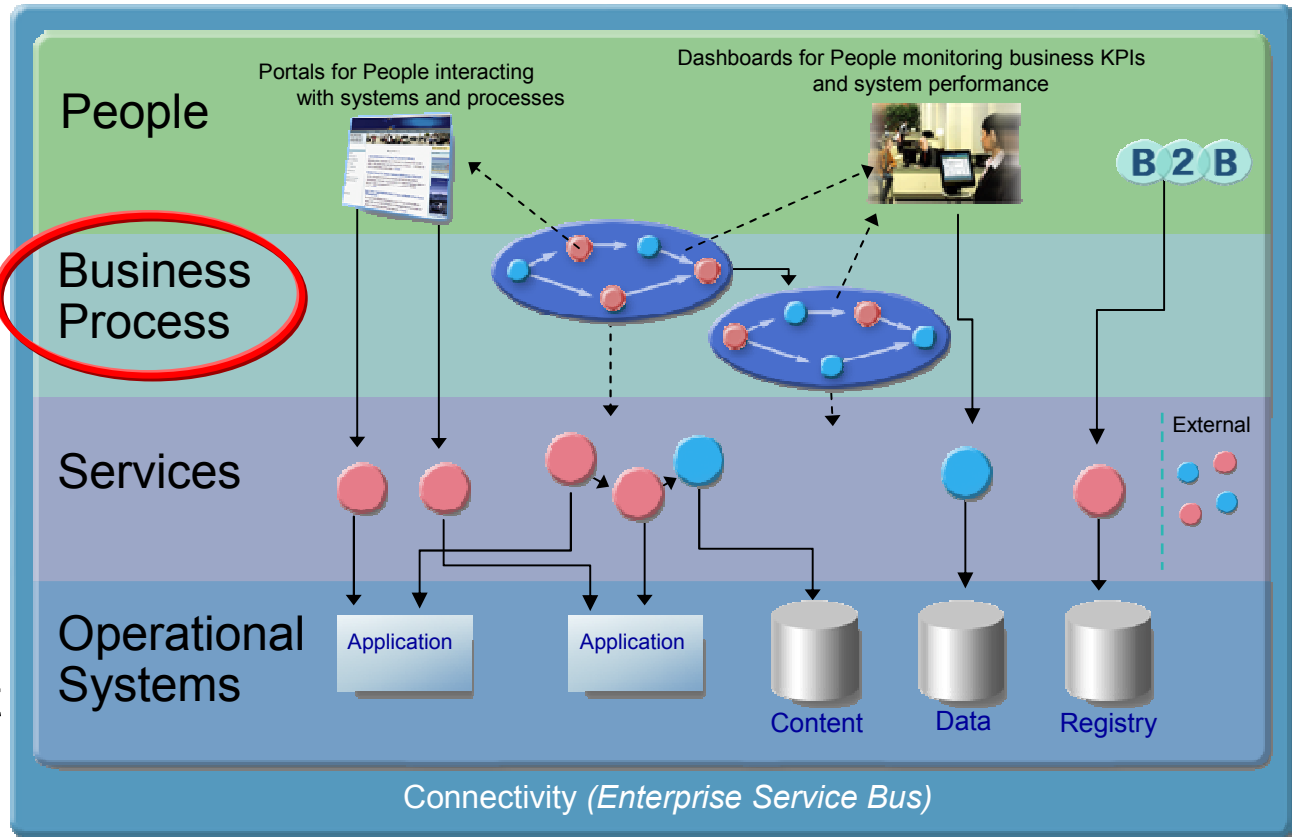 Portals for People interacting
with systems and processes
Dashboards for People monitoring business KPIs
and system performance
People
B 2 B
Business
Process
Services
External
Operational
Systems
Application
Application
Content
Data
Registry
Connectivity (Enterprise Service Bus)